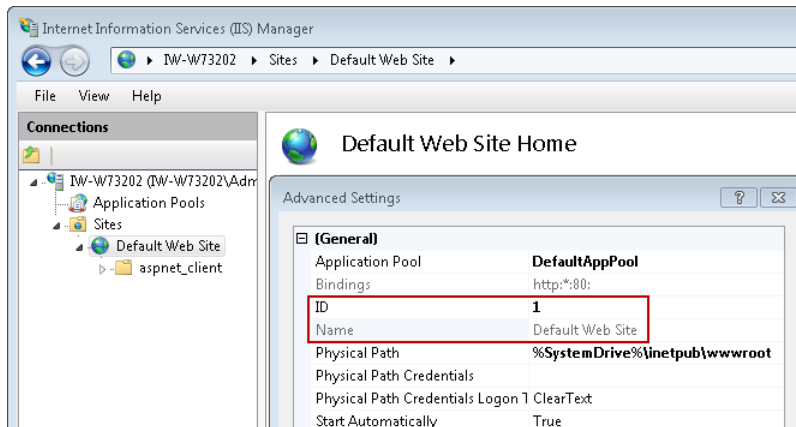 Internet Information Services (IIS) Manager
IW-W73202 Sites Default Web Site
File View Help
Connections
IW-W73202 (IW-W73202\Adm
Application Pools
Sites
Default Web Site
aspnet_client
Default Web Site Home
Advanced Settings
(General)
Application Pool DefaultAppPool
Bindings http:*:80:
ID 1
Name Default Web Site
Physical Path %SystemDrive%\inetpub\wwwroot
Physical Path Credentials
Physical Path Credentials Logon T ClearText
Start Automatically True